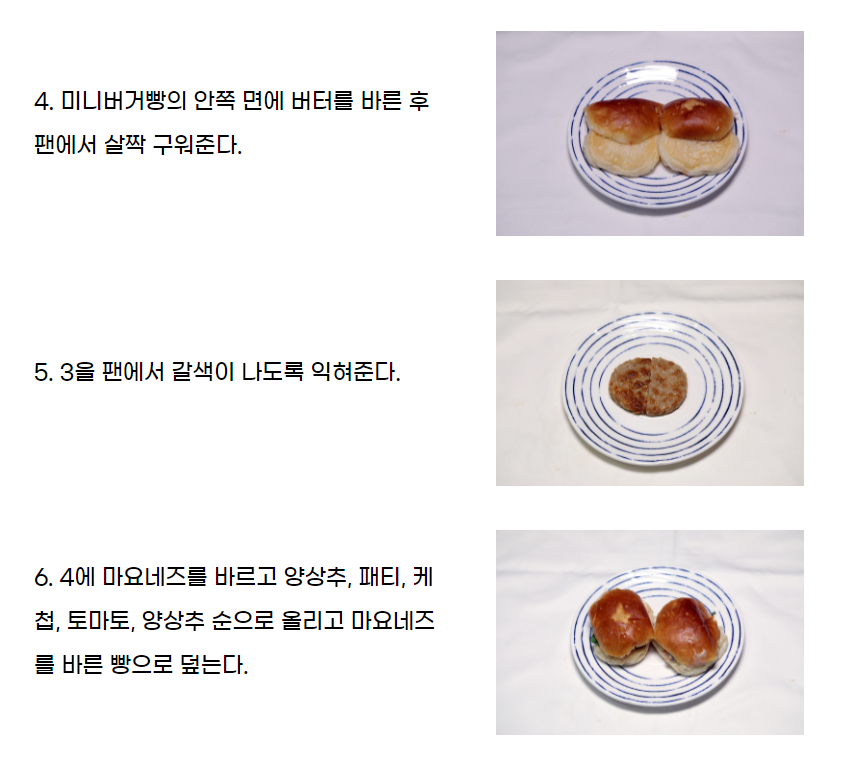 4. 미니버거빵의 안쪽 면에 버터를 바른 후
팬에서 살짝 구워준다.
5. 3을 팬에서 갈색이 나도록 익혀준다.
6. 4에 마요네즈를 바르고 양상추, 패티, 케
첩, 토마토, 양상추 순으로 올리고 마요네즈
를 바른 빵으로 덮는다.